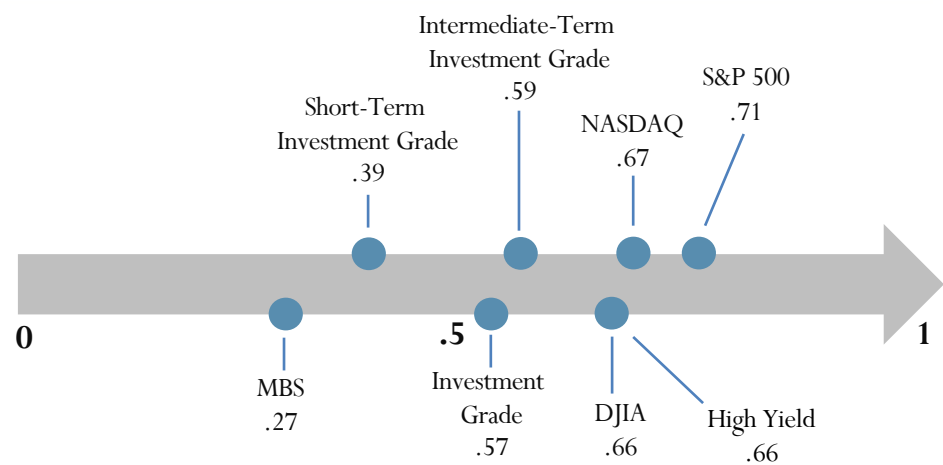 Intermediate-Term
Investment Grade
.59
Short-Term
Investment Grade
.39
NASDAQ
.67
S&P 500
.71
0
.5
1
MBS
.27
Investment
Grade
.57
DJIA
.66
High Yield
.66